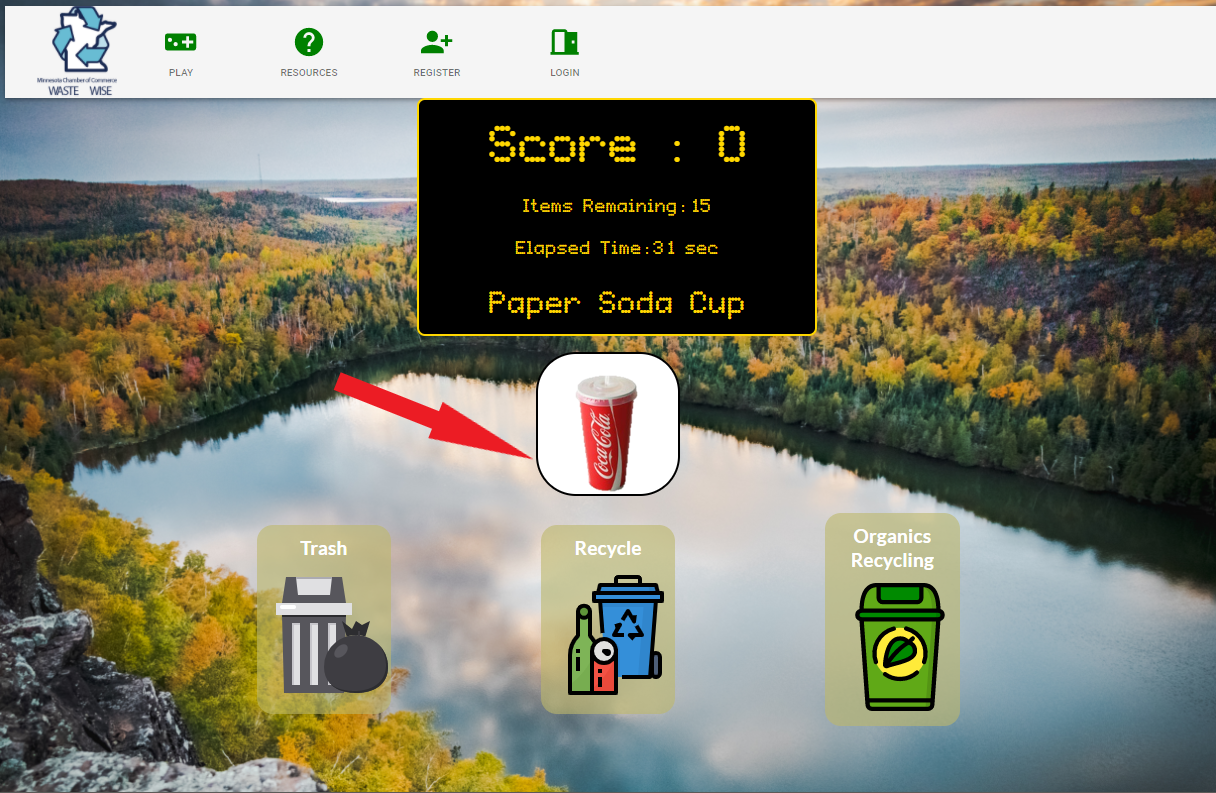 Minnesota Chamber of Commerce
WASTE WISE
PLAY
RESOURCES
REGISTER
LOGIN
Score : 0
Items Remaining:15
Elapsed Time:31 sec
Paper Soda Cup
Coca-Cola
Trash
Recycle
Organics
Recycling